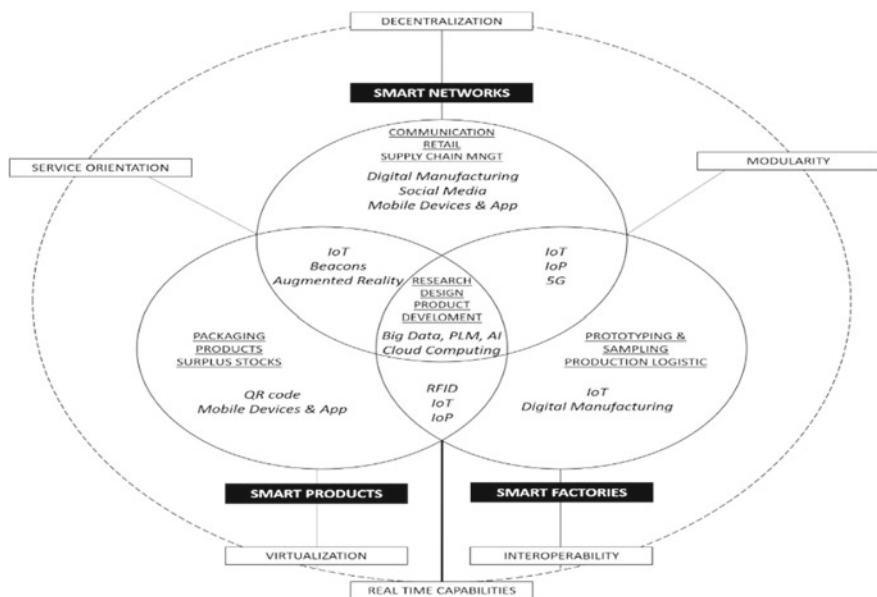 DECENTRALIZATION
SMART NETWORKS
COMMUNICATION
RETAIL
SUPPLY CHAIN MNGT
Digital Manufacturing
Social Media
Mobile Devices & App
SERVICE ORIENTATION
MODULARITY
IoT
Beacons
Augmented Reality
IoT
IoP
5G
RESEARCH
DESIGN
PRODUCT
DEVELOMENT
Big Data, PLM, AI
Cloud Computing
PACKAGING
PRODUCTS
SURPLUS STOCKS
QR code
Mobile Devices & App
PROTOTYPING &
SAMPLING
PRODUCTION LOGISTIC
IoT
Digital Manufacturing
RFID
IoT
IoP
SMART PRODUCTS
SMART FACTORIES
VIRTUALIZATION
INTEROPERABILITY
REAL TIME CAPABILITIES